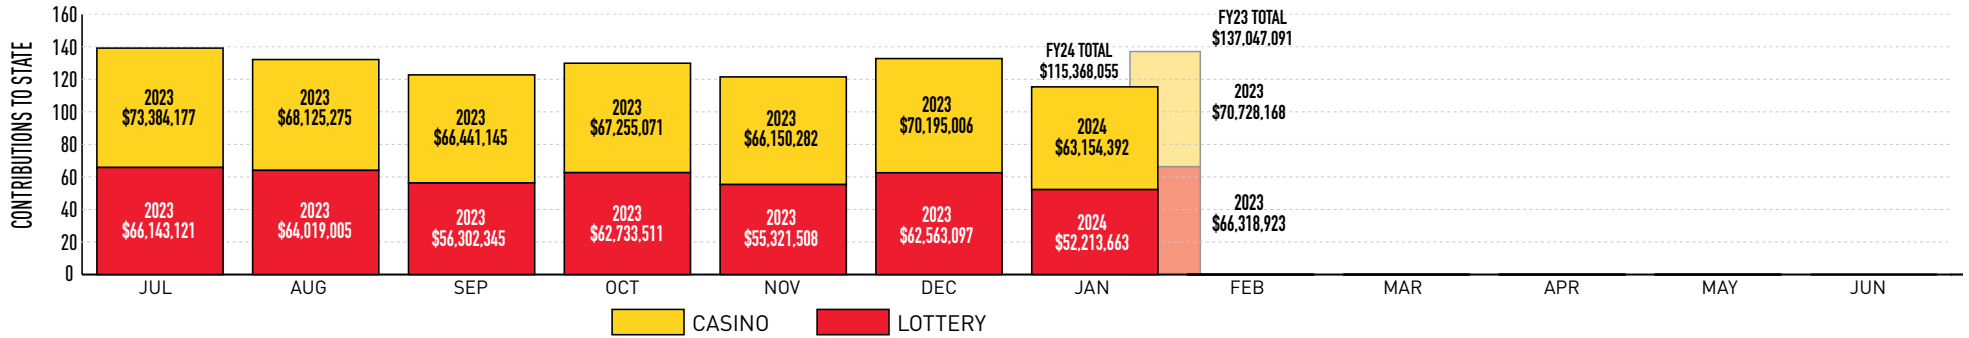 CONTRIBUTIONS TO STATE
160
140
120
100
80
60
40
20
0
2023
$73,384,177
2023
$66,143,121
JUL
2023
$68,125,275
2023
$64,019,005
AUG
2023
$66,441,145
2023
$56,302,345
SEP
2023
$67,255,071
2023
$62,733,511
OCT
2023
$66,150,282
2023
$55,321,508
NOV
2023
$70,195,006
2023
$62,563,097
DEC
FY24 TOTAL
$115,368,055
2024
$63,154,392
2024
$52,213,663
JAN
FY23 TOTAL
$137,047,091
2023
$70,728,168
2023
$66,318,923
FEB
MAR
APR
MAY
JUN
CASINO
LOTTERY